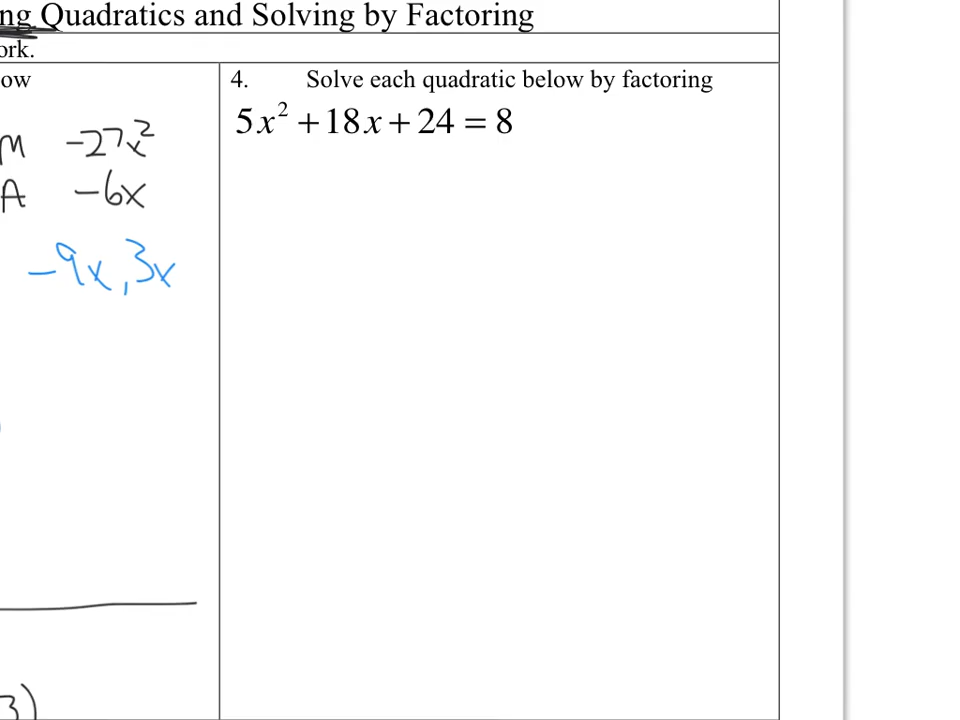 ng Quadratics and Solving by Factoring
ork.
ow
4. Solve each quadratic below by factoring
5x² + 18x + 24 = 8
M -27x²
A -6x
-9x, 3x
3)